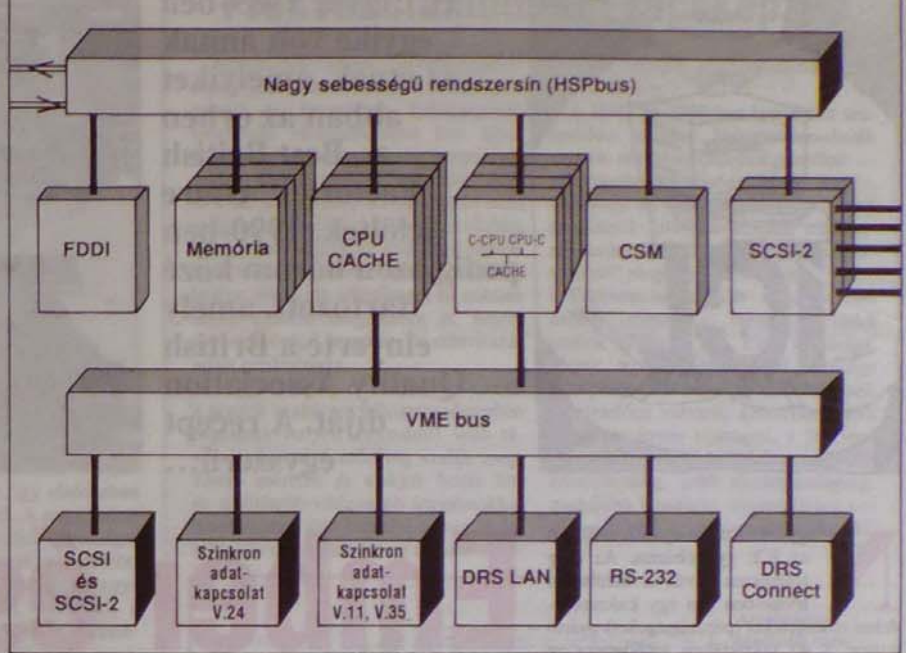 Nagy sebességű rendszersín (HSPbus)
FDDI
Memória
CPU
CACHE
C-CPU CPU-C
CACHE
CSM
SCSI-2
VME bus
SCSI
és
SCSI-2
Szinkron
adat-
kapcsolat
V.24
Szinkron
adat-
kapcsolat
V.11, V.35
DRS LAN
RS-232
DRS
Connect